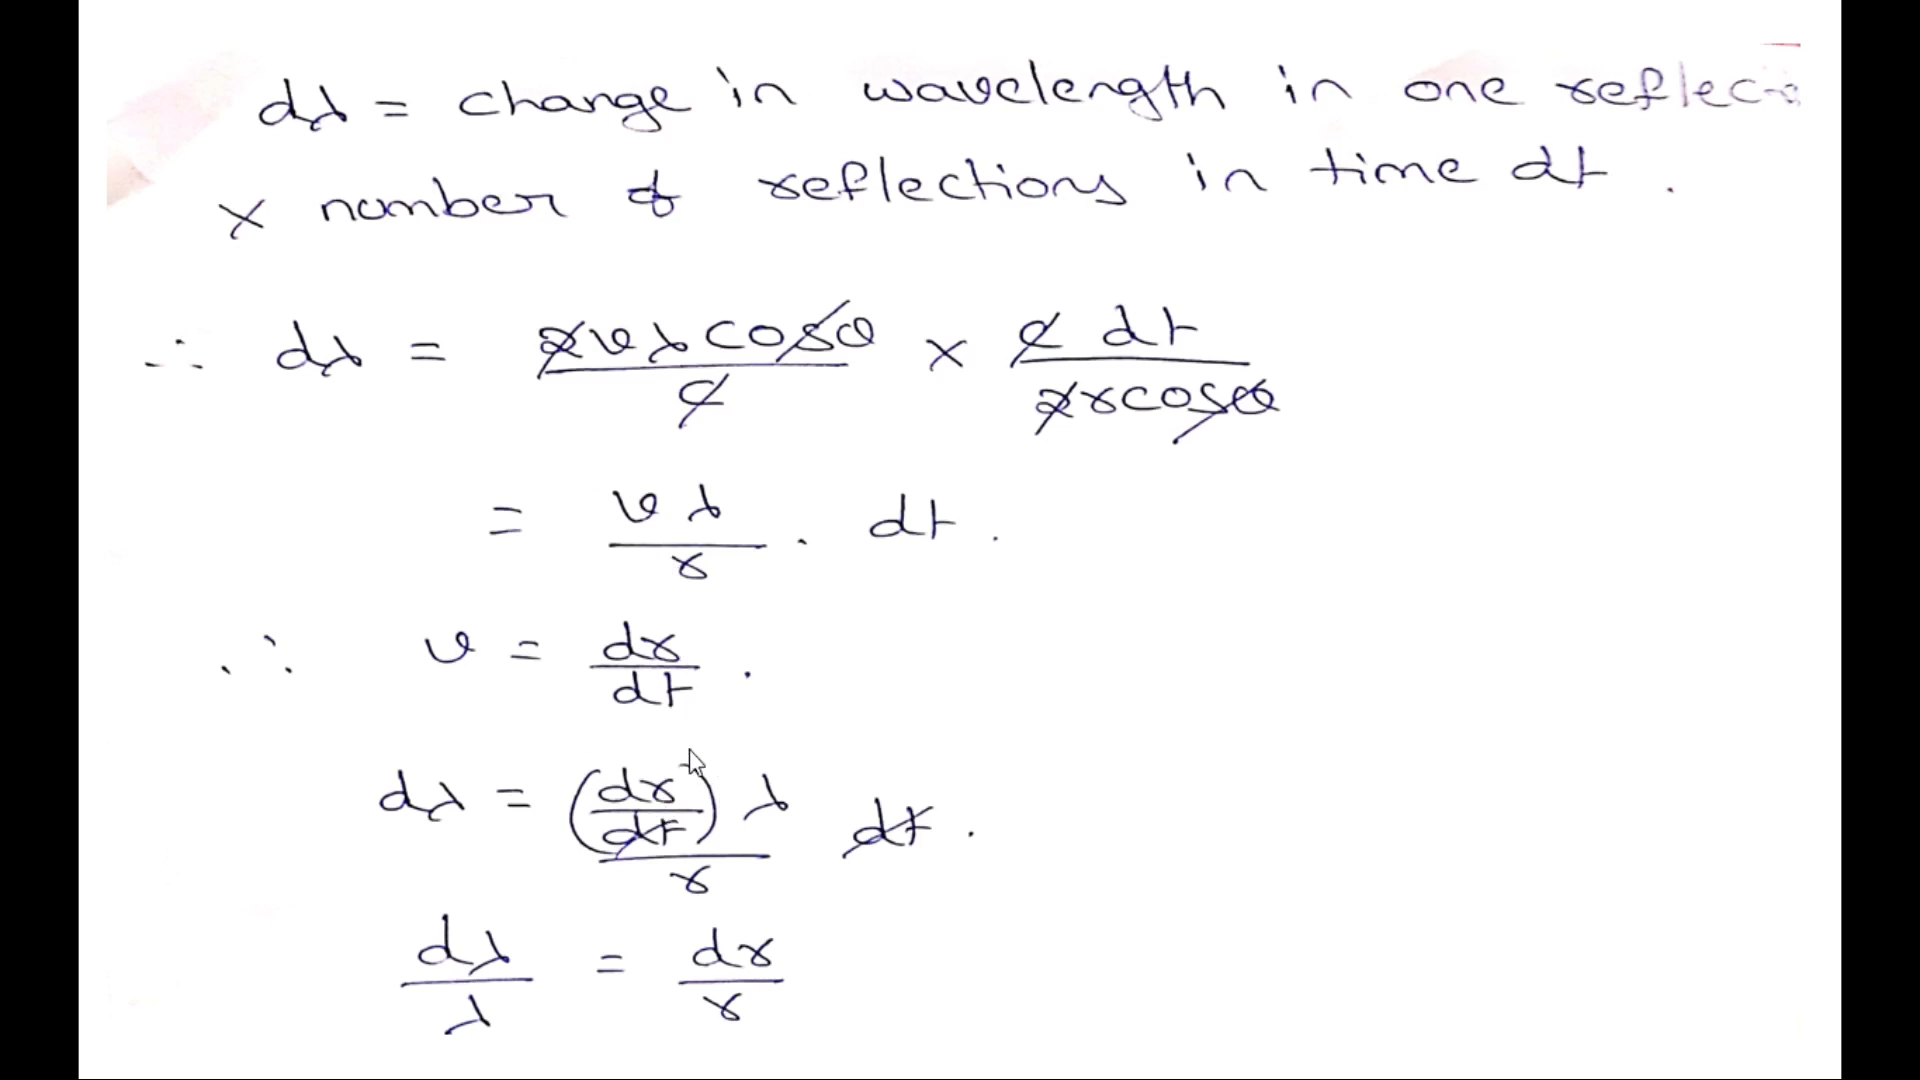 dλ = change in wavelength in one reflec
× number of reflections in time dt .
∴ dλ = 2vλcosθ / c × c dt / 2rcosθ
= vλ / r . dt .
∴ v = dr / dt .
dλ = (dr / dt) λ / r dt .
dλ / λ = dr / r